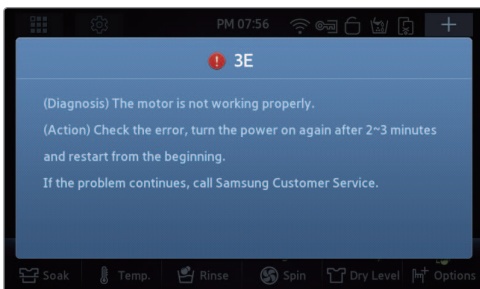 PM 07:56
3E
(Diagnosis) The motor is not working properly.
(Action) Check the error, turn the power on again after 2~3 minutes
and restart from the beginning.
If the problem continues, call Samsung Customer Service.
Soak Temp. Rinse Spin Dry Level Options